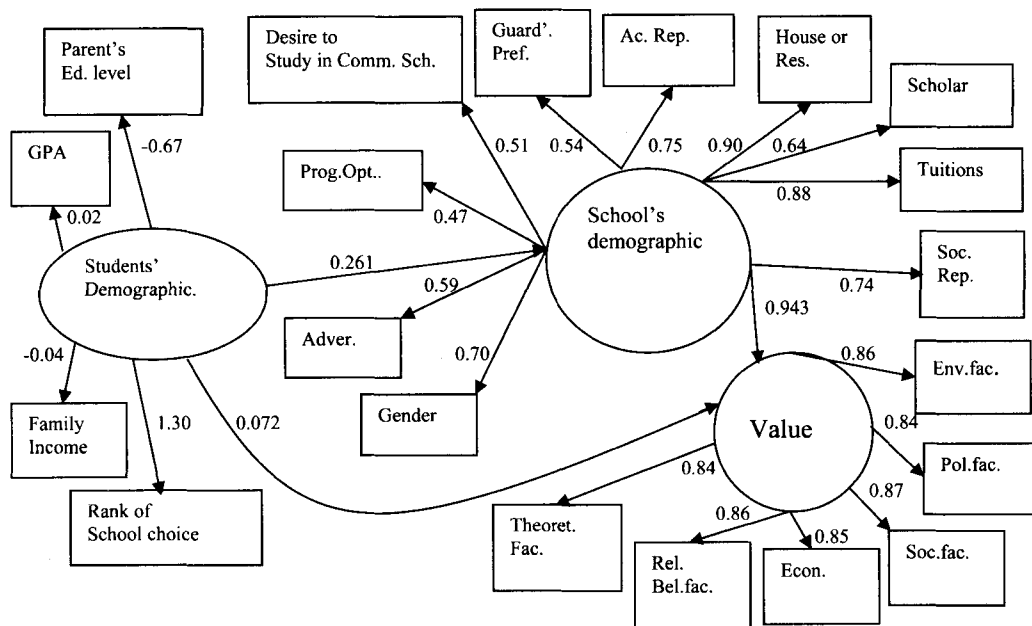 Parent's
Ed. level
Desire to
Study in Comm. Sch.
Guard'.
Pref.
Ac. Rep.
House or
Res.
Scholar
GPA
-0.67
0.51
0.54
0.75
0.90
0.64
Prog.Opt..
Tuitions
0.88
0.02
0.47
School's
demographic
Students'
Demographic.
0.261
Soc.
Rep.
0.59
0.74
0.943
Adver.
-0.04
0.70
0.86
Env.fac.
Family
Income
1.30
0.072
Gender
Value
0.84
Pol.fac.
0.84
0.87
Rank of
School choice
Theoret.
Fac.
0.86
0.85
Rel.
Bel.fac.
Econ.
Soc.fac.